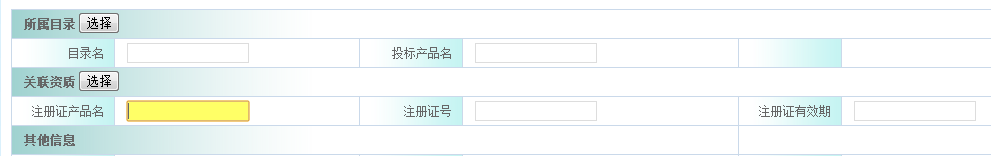 所属目录 选择
目录名 投标产品名
关联资质 选择
注册证产品名 注册证号 注册证有效期
其他信息